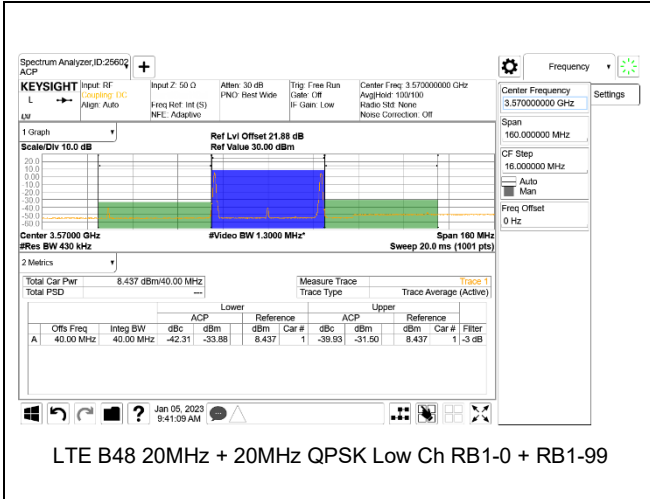 Spectrum Analyzer,ID:25602
ACP
Frequency
KEYSIGHT Input: RF Input Z: 50 Ω Atten: 30 dB Trig: Free Run Center Freq: 3.570000000 GHz
L Coupling: DC PNO: Best Wide Gate: Off Avg|Hold: 100/100
Align: Auto Freq Ref: Int (S) IF Gain: Low Radio Std: None
NFE: Adaptive Noise Correction: Off
Center Frequency
3.570000000 GHz
Settings
Span
160.000000 MHz
CF Step
16.000000 MHz
Auto
Man
Freq Offset
0 Hz
1 Graph
Ref Lvl Offset 21.88 dB
Scale/Div 10.0 dB Ref Value 30.00 dBm
20.0
10.0
0.00
-10.0
-20.0
-30.0
-40.0
-50.0
-60.0
Center 3.57000 GHz #Video BW 1.3000 MHz* Span 160 MHz
#Res BW 430 kHz Sweep 20.0 ms (1001 pts)
2 Metrics
Total Car Pwr 8.437 dBm/40.00 MHz Measure Trace Trace 1
Total PSD --- Trace Type Trace Average (Active)
Lower Upper
ACP Reference ACP Reference
Offs Freq Integ BW dBc dBm dBm Car # dBc dBm dBm Car # Filter
A 40.00 MHz 40.00 MHz -42.31 -33.88 8.437 1 -39.93 -31.50 8.437 1 -3 dB
Jan 05, 2023
9:41:09 AM
LTE B48 20MHz + 20MHz QPSK Low Ch RB1-0 + RB1-99